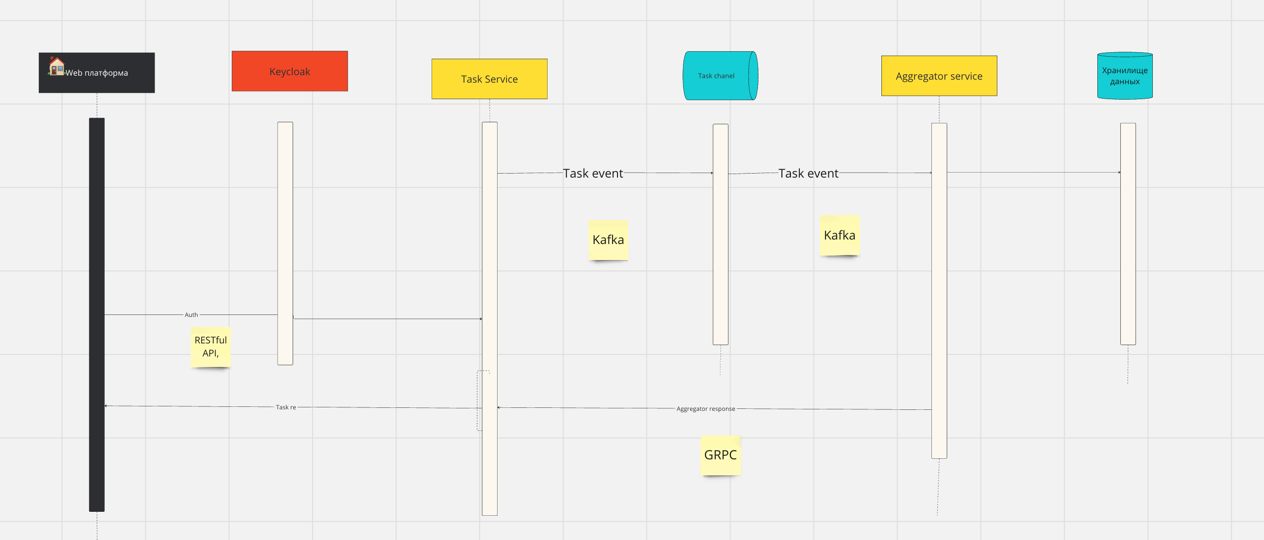 Web платформа
Keycloak
Task Service
Task chanel
Aggregator service
Хранилище
данных
Task event
Task event
Kafka
Kafka
Auth
RESTful
API,
Task re
Aggregator response
GRPC